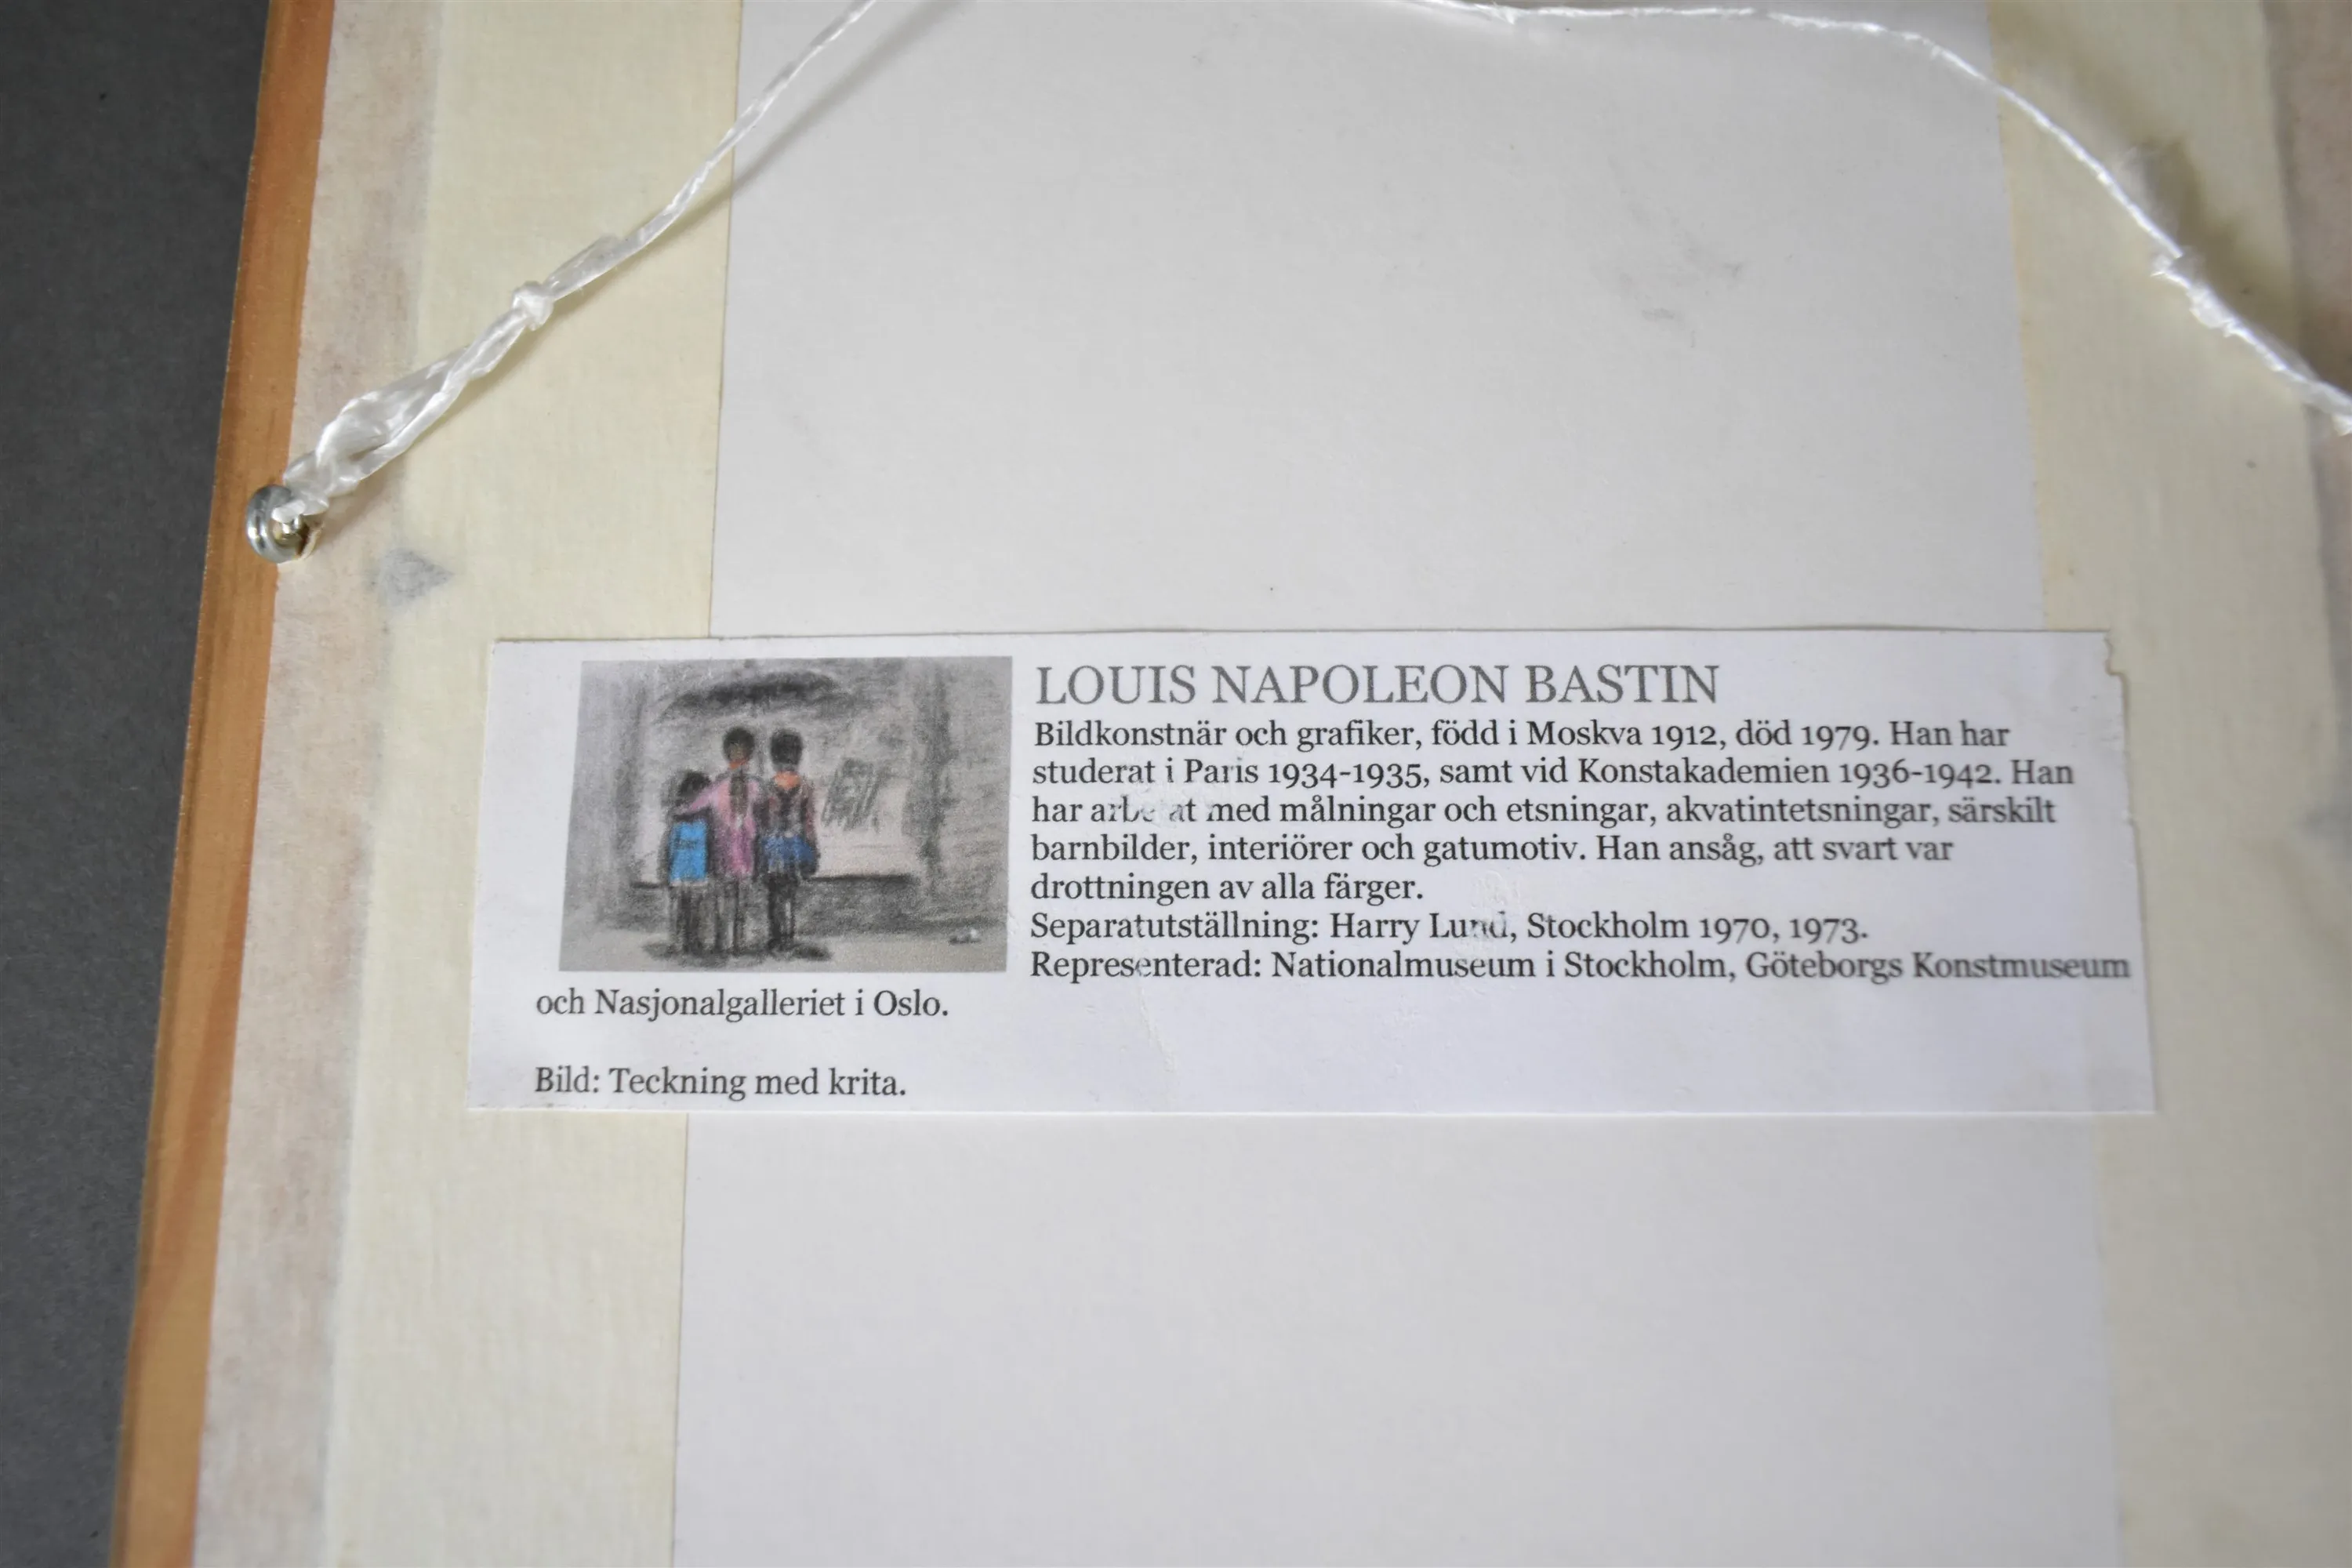 LOUIS NAPOLEON BASTIN
Bildkonstnär och grafiker, född i Moskva 1912, död 1979. Han har
studerat i Paris 1934-1935, samt vid Konstakademien 1936-1942. Han
har arbetat med målningar och etsningar, akvatintetsningar, särskilt
barnbilder, interiörer och gatumotiv. Han ansåg, att svart var
drottningen av alla färger.
Separatutställning: Harry Lund, Stockholm 1970, 1973.
Representerad: Nationalmuseum i Stockholm, Göteborgs Konstmuseum
och Nasjonalgalleriet i Oslo.
Bild: Teckning med krita.